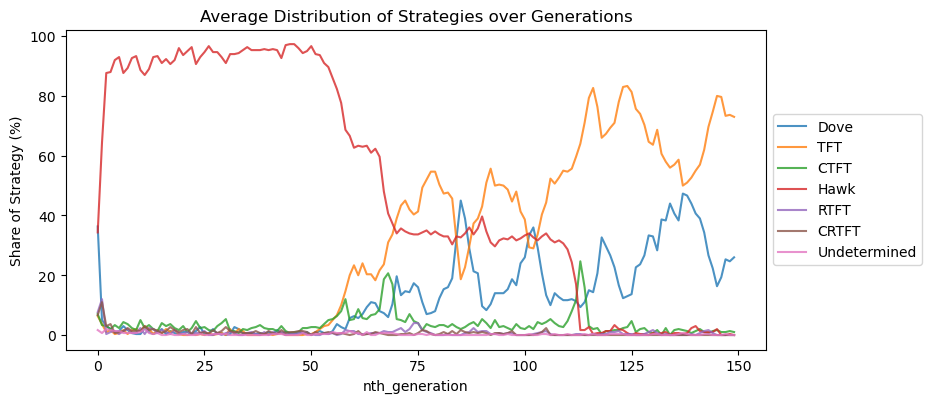 Average Distribution of Strategies over Generations
Share of Strategy (%)
100
80
60
40
20
0
0 25 50 75 100 125 150
nth_generation
Dove
TFT
CTFT
Hawk
RTFT
CRTFT
Undetermined